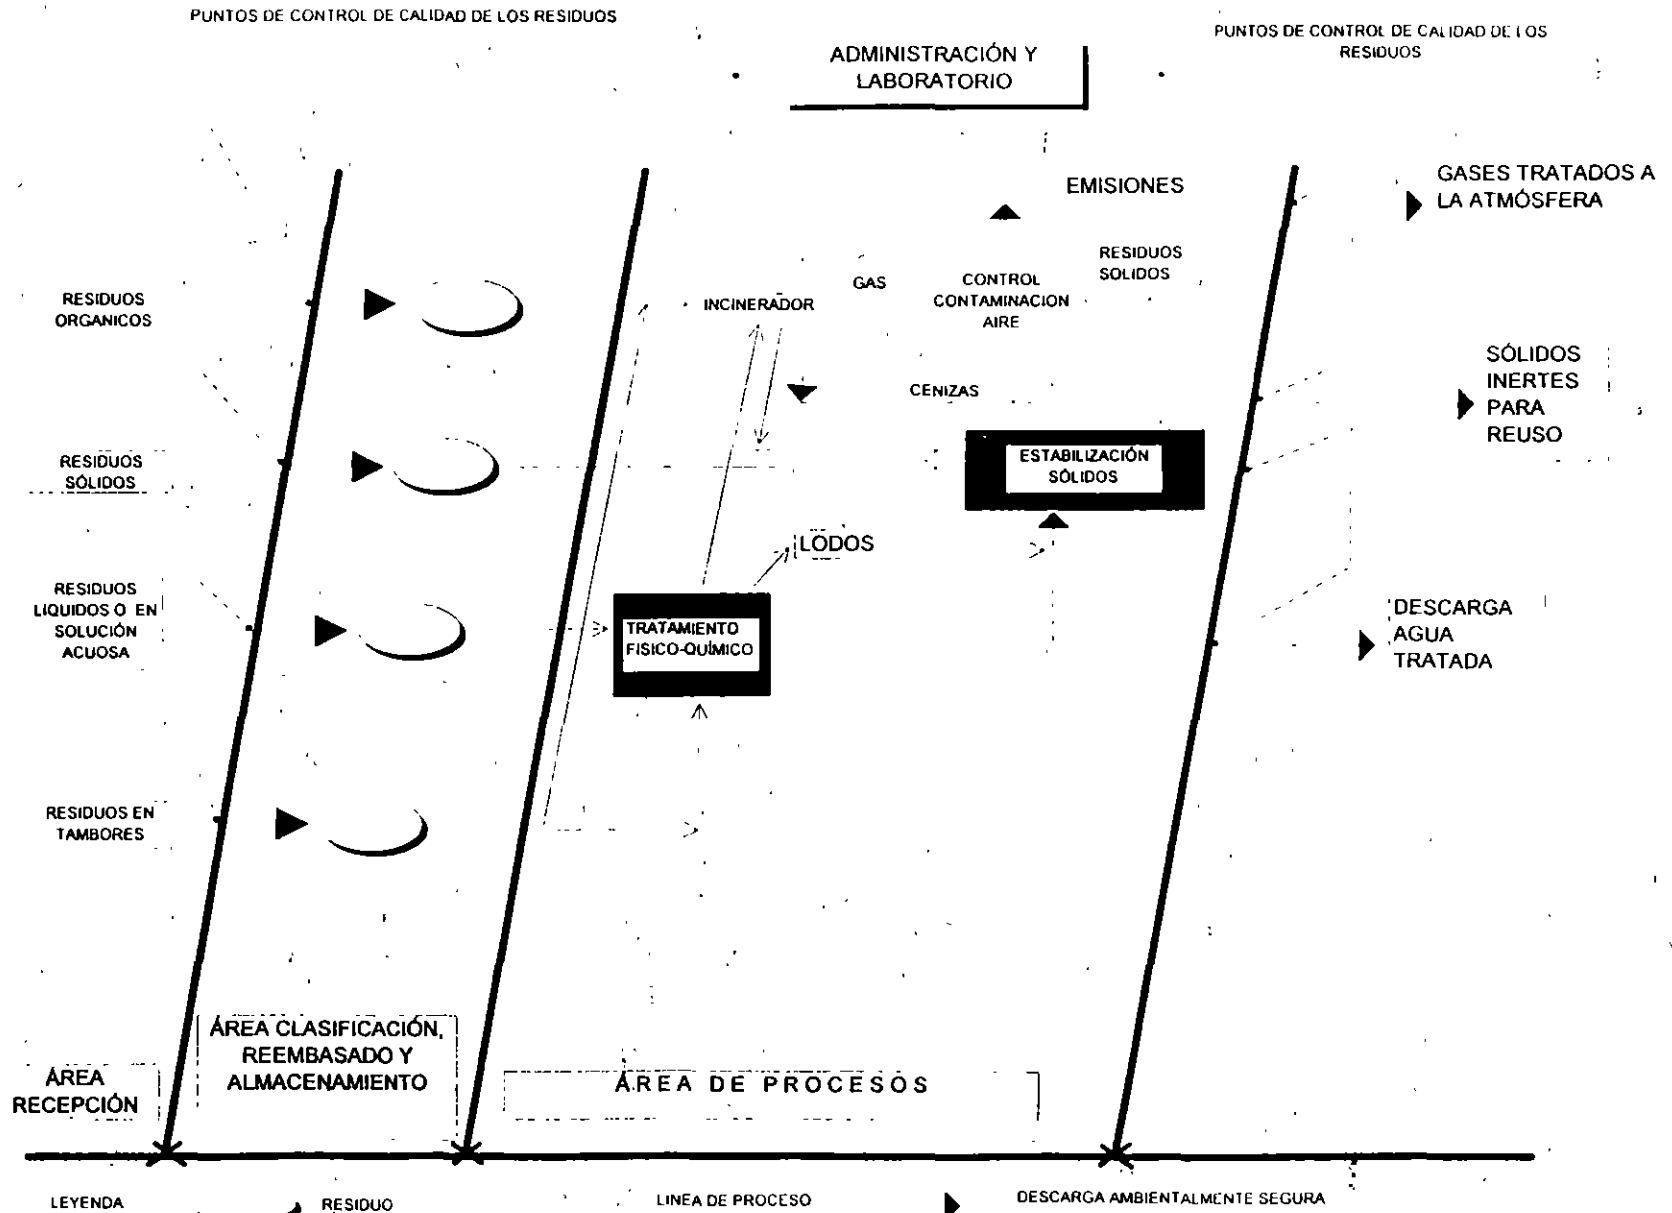 PUNTOS DE CONTROL DE CALIDAD DE LOS RESIDUOS
PUNTOS DE CONTROL DE CALIDAD DE LOS
RESIDUOS
ADMINISTRACIÓN Y
LABORATORIO
EMISIONES
GASES TRATADOS A
LA ATMÓSFERA
RESIDUOS
ORGANICOS
INCINERADOR
GAS
CONTROL
CONTAMINACION
AIRE
RESIDUOS
SOLIDOS
CENIZAS
SÓLIDOS
INERTES
PARA
REUSO
RESIDUOS
SÓLIDOS
ESTABILIZACIÓN
SÓLIDOS
LODOS
RESIDUOS
LIQUIDOS O EN
SOLUCIÓN
ACUOSA
TRATAMIENTO
FISICO-QUÍMICO
DESCARGA
AGUA
TRATADA
RESIDUOS EN
TAMBORES
ÁREA
RECEPCIÓN
ÁREA CLASIFICACIÓN,
REEMBASADO Y
ALMACENAMIENTO
ÁREA DE PROCESOS
LEYENDA
RESIDUO
LINEA DE PROCESO
DESCARGA AMBIENTALMENTE SEGURA